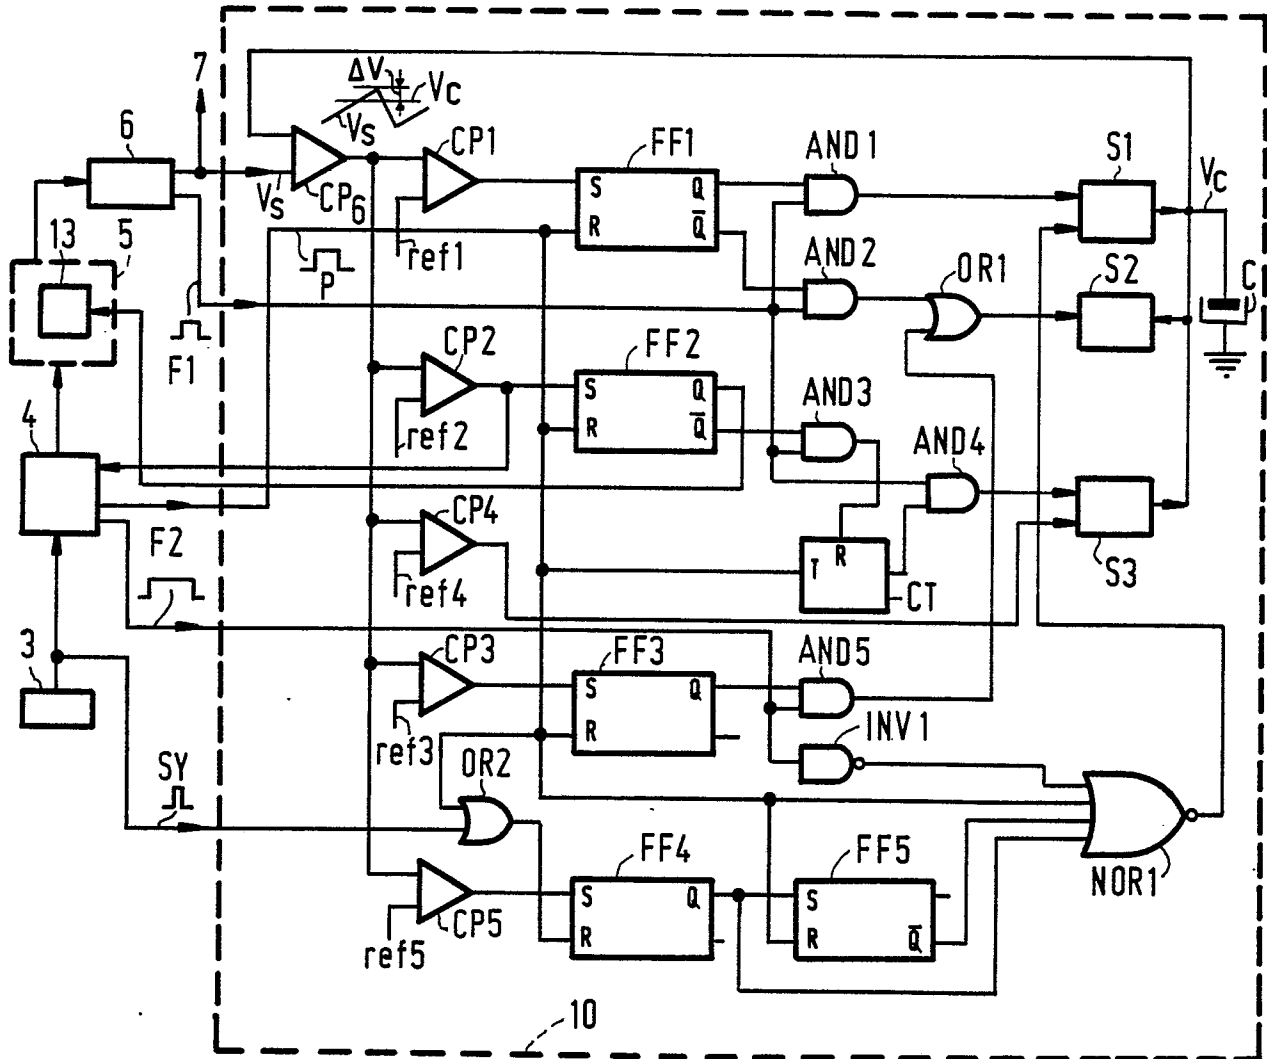 7
ΔV
Vc
Vs
6
CP1
FF1
AND1
S1
Vc
S
Q
Vs
CP6
13
5
R
Q̅
ref1
P
AND2
OR1
S2
C
F1
CP2
FF2
AND3
S
Q
4
ref2
R
Q̅
AND4
CP4
F2
R
T
S3
ref4
CT
3
CP3
FF3
AND5
S
Q
INV1
ref3
R
SY
OR2
FF4
FF5
NOR1
S
Q
S
CP5
R
R
Q̅
ref5
10